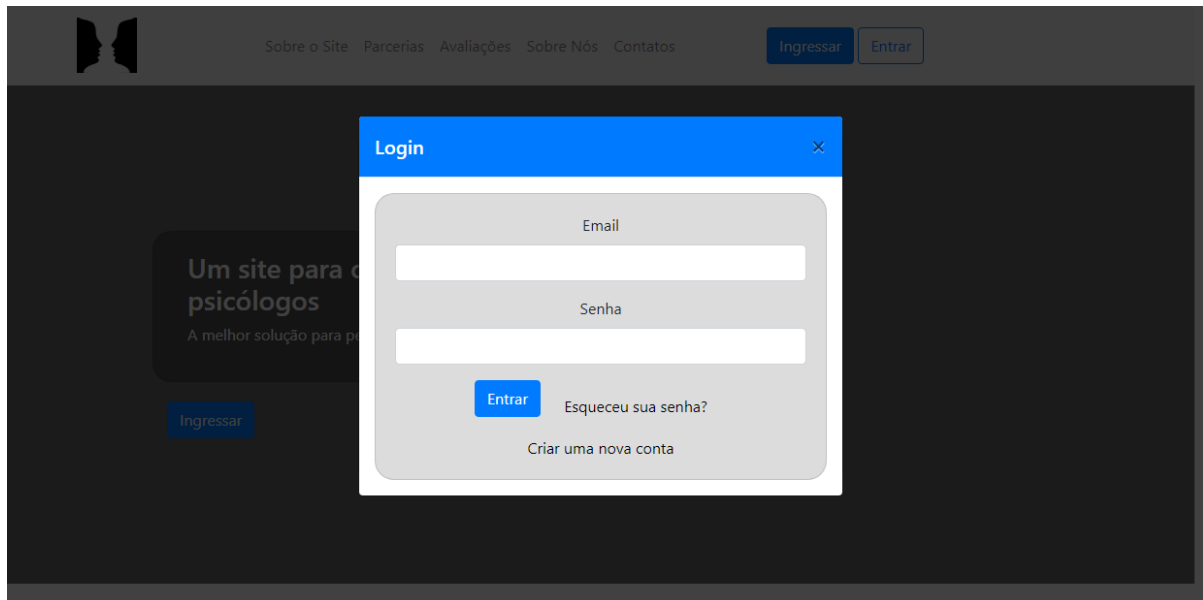 Sobre o Site Parcerias Avaliações Sobre Nós Contatos Ingressar Entrar
Login ×
Email
Um site para
psicólogos
Senha
A melhor solução para
Entrar Esqueceu sua senha?
Ingressar
Criar uma nova conta